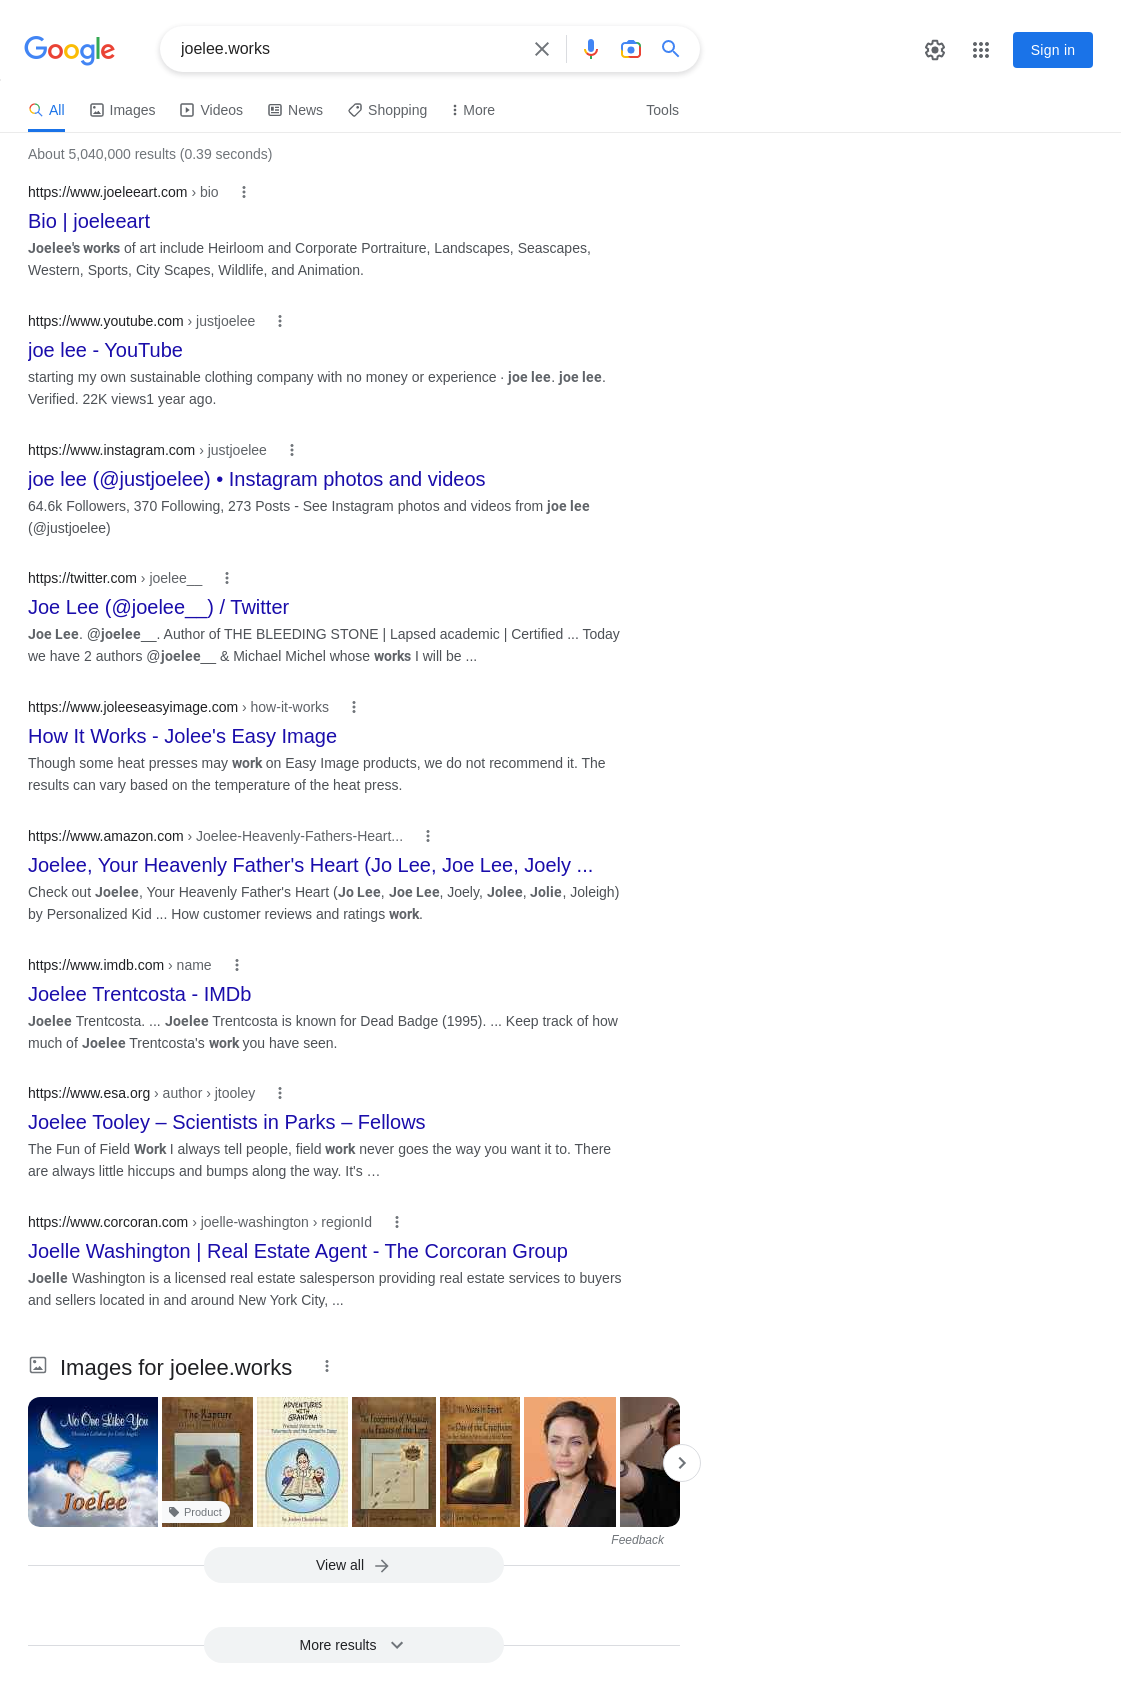 Google
joelee.works
Sign in
All
Images
Videos
News
Shopping
More
Tools
About 5,040,000 results (0.39 seconds)
https://www.joeleeart.com › bio
Bio | joeleeart
Joelee's works of art include Heirloom and Corporate Portraiture, Landscapes, Seascapes,
Western, Sports, City Scapes, Wildlife, and Animation.
https://www.youtube.com › justjoelee
joe lee - YouTube
starting my own sustainable clothing company with no money or experience · joe lee. joe lee.
Verified. 22K views1 year ago.
https://www.instagram.com › justjoelee
joe lee (@justjoelee) • Instagram photos and videos
64.6k Followers, 370 Following, 273 Posts - See Instagram photos and videos from joe lee
(@justjoelee)
https://twitter.com › joelee__
Joe Lee (@joelee__) / Twitter
Joe Lee. @joelee__. Author of THE BLEEDING STONE | Lapsed academic | Certified ... Today
we have 2 authors @joelee__ & Michael Michel whose works I will be ...
https://www.joleeseasyimage.com › how-it-works
How It Works - Jolee's Easy Image
Though some heat presses may work on Easy Image products, we do not recommend it. The
results can vary based on the temperature of the heat press.
https://www.amazon.com › Joelee-Heavenly-Fathers-Heart...
Joelee, Your Heavenly Father's Heart (Jo Lee, Joe Lee, Joely ...
Check out Joelee, Your Heavenly Father's Heart (Jo Lee, Joe Lee, Joely, Jolee, Jolie, Joleigh)
by Personalized Kid ... How customer reviews and ratings work.
https://www.imdb.com › name
Joelee Trentcosta - IMDb
Joelee Trentcosta. ... Joelee Trentcosta is known for Dead Badge (1995). ... Keep track of how
much of Joelee Trentcosta's work you have seen.
https://www.esa.org › author › jtooley
Joelee Tooley – Scientists in Parks – Fellows
The Fun of Field Work I always tell people, field work never goes the way you want it to. There
are always little hiccups and bumps along the way. It's …
https://www.corcoran.com › joelle-washington › regionId
Joelle Washington | Real Estate Agent - The Corcoran Group
Joelle Washington is a licensed real estate salesperson providing real estate services to buyers
and sellers located in and around New York City, ...
Images for joelee.works
No One Like You
Joelee
The Rapture
Product
ADVENTURES
WITH
GRANDMA
The Footprints of Messiah
in the Feasts of the Lord
Feedback
View all
More results